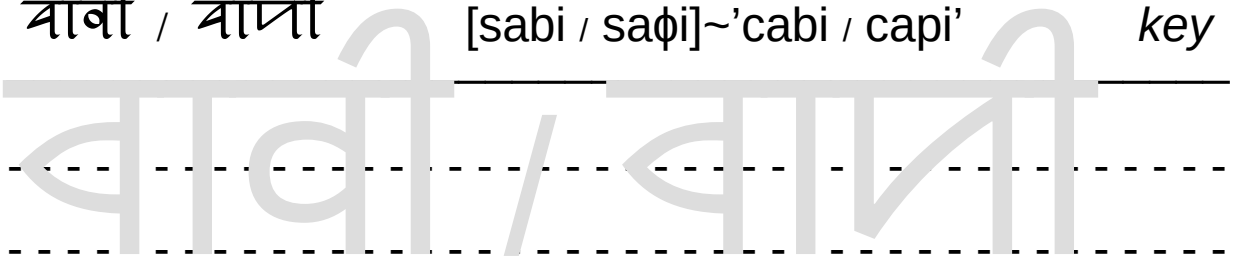 ꠌꠣꠛꠤ / ꠌꠣꠙꠤ [sabi / saɸi]~’cabi / capi’ key
ꠌꠣꠛꠤ / ꠌꠣꠙꠤ